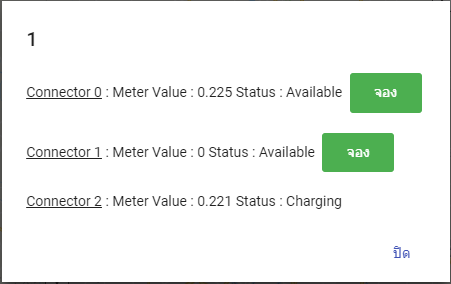 1
Connector 0 : Meter Value : 0.225 Status : Available จอง
Connector 1 : Meter Value : 0 Status : Available จอง
Connector 2 : Meter Value : 0.221 Status : Charging
ปิด